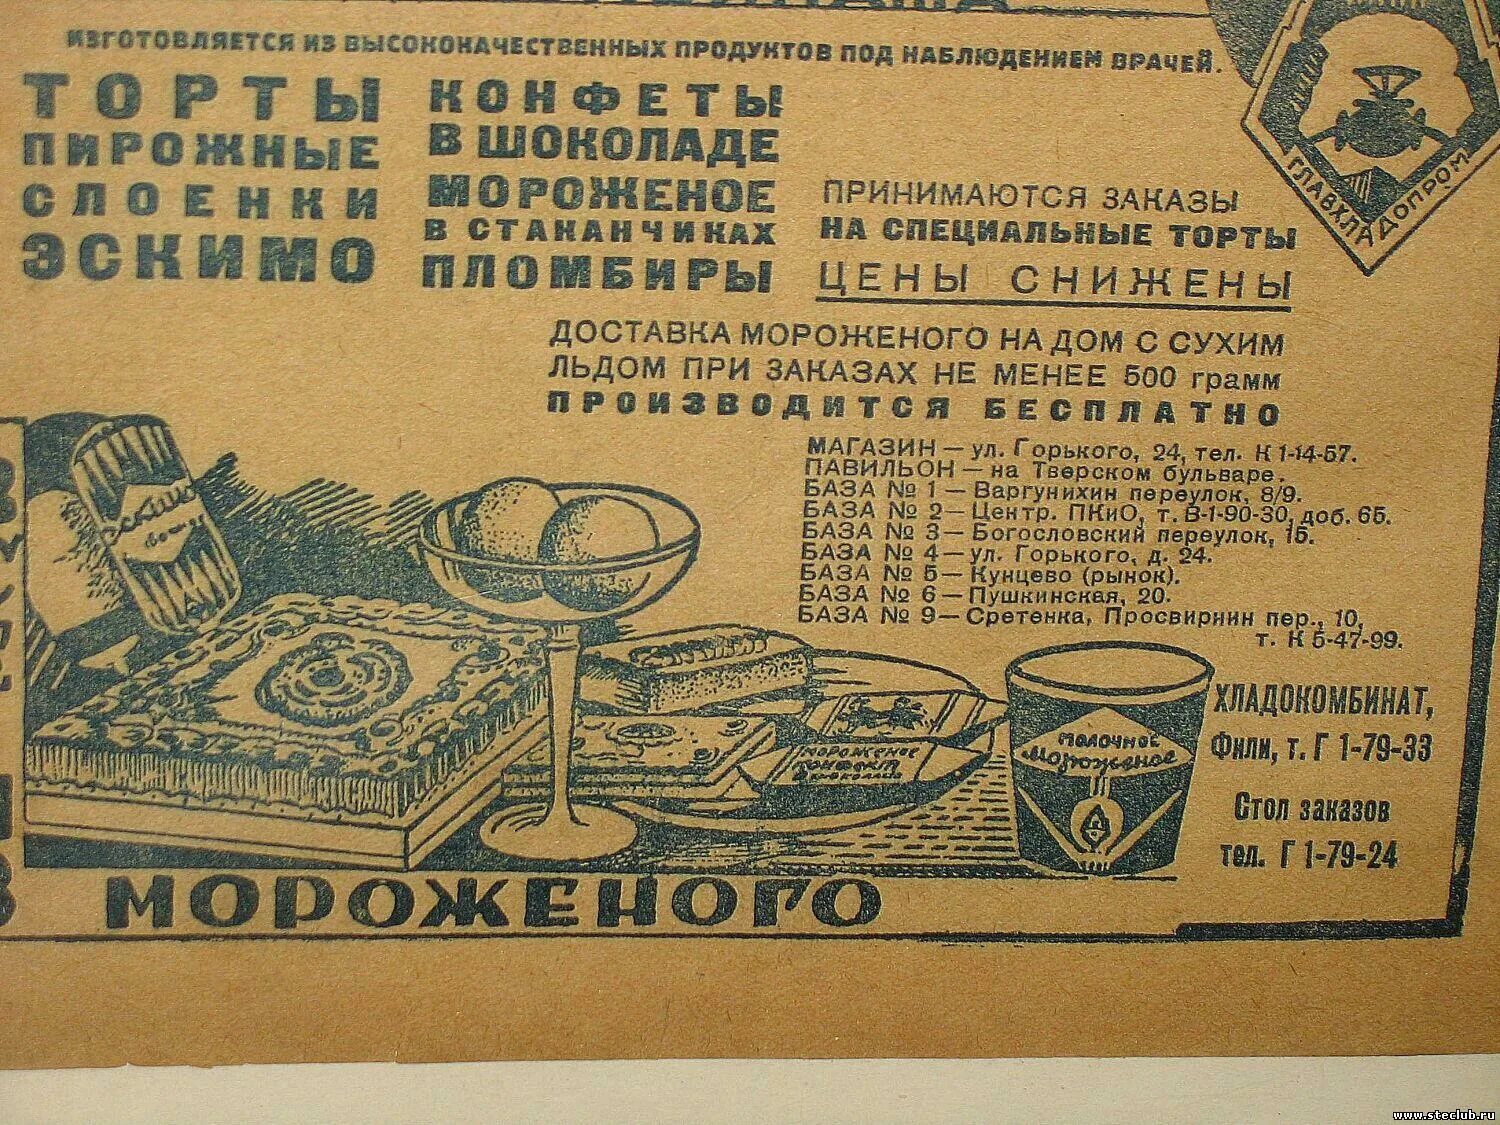 ИЗГОТОВЛЯЕТСЯ ИЗ ВЫСОКОКАЧЕСТВЕННЫХ ПРОДУКТОВ ПОД НАБЛЮДЕНИЕМ ВРАЧЕЙ.
ТОРТЫ
ПИРОЖНЫЕ
СЛОЕНКИ
ЭСКИМО
КОНФЕТЫ
В ШОКОЛАДЕ
МОРОЖЕНОЕ
В СТАКАНЧИКАХ
ПЛОМБИРЫ
ГЛАВХЛАДОПРОМ
ПРИНИМАЮТСЯ ЗАКАЗЫ
НА СПЕЦИАЛЬНЫЕ ТОРТЫ
ЦЕНЫ СНИЖЕНЫ
ДОСТАВКА МОРОЖЕНОГО НА ДОМ С СУХИМ
ЛЬДОМ ПРИ ЗАКАЗАХ НЕ МЕНЕЕ 500 грамм
ПРОИЗВОДИТСЯ БЕСПЛАТНО
МАГАЗИН — ул. Горького, 24, тел. К 1-14-57.
ПАВИЛЬОН — на Тверском бульваре.
БАЗА № 1 — Варгунихин переулок, 8/9.
БАЗА № 2 — Центр. ПКиО, т. В-1-90-30, доб. 65.
БАЗА № 3 — Богословский переулок, 15.
БАЗА № 4 — ул. Горького, д. 24.
БАЗА № 5 — Кунцево (рынок).
БАЗА № 6 — Пушкинская, 20.
БАЗА № 9 — Сретенка, Просвирнин пер., 10,
т. К 5-47-99.
ХЛАДОКОМБИНАТ,
Фили, т. Г 1-79-33
Стол заказов
тел. Г 1-79-24
МОРОЖЕНОЕ
КОНФЕКТ
В ШОКОЛАДЕ
МОЛОЧНОЕ
Мороженое
МОРОЖЕНОГО
www.steclub.ru